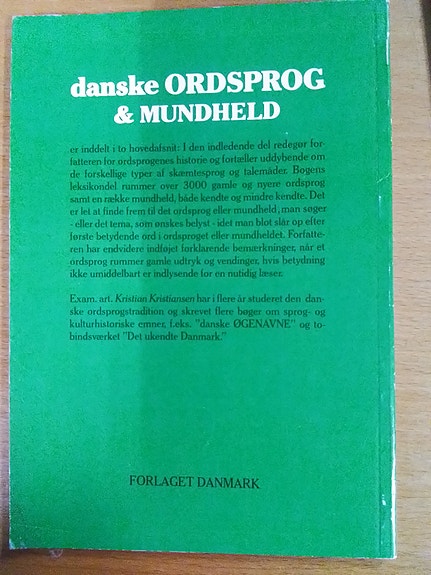 danske ORDSPROG
& MUNDHELD
er inddelt i to hovedafsnit: I den indledende del redegør for-
fatteren for ordsprogenes historie og fortæller uddybende om
de forskellige typer af skæmtesprog og talemåder. Bogens
leksikondel rummer over 3000 gamle og nyere ordsprog
samt en række mundheld, både kendte og mindre kendte. Det
er let at finde frem til det ordsprog eller mundheld, man søger
- eller det tema, som ønskes belyst - idet man blot slår op efter
første betydende ord i ordsproget eller mundheldet. Forfatte-
ren har endvidere indføjet forklarende bemærkninger, når et
ordsprog rummer gamle udtryk og vendinger, hvis betydning
ikke umiddelbart er indlysende for en nutidig læser.
Exam. art. Kristian Kristiansen har i flere år studeret den dan-
ske ordsprogstradition og skrevet flere bøger om sprog- og
kulturhistoriske emner, f.eks. "danske ØGENAVNE" og to-
bindsværket "Det ukendte Danmark."
FORLAGET DANMARK